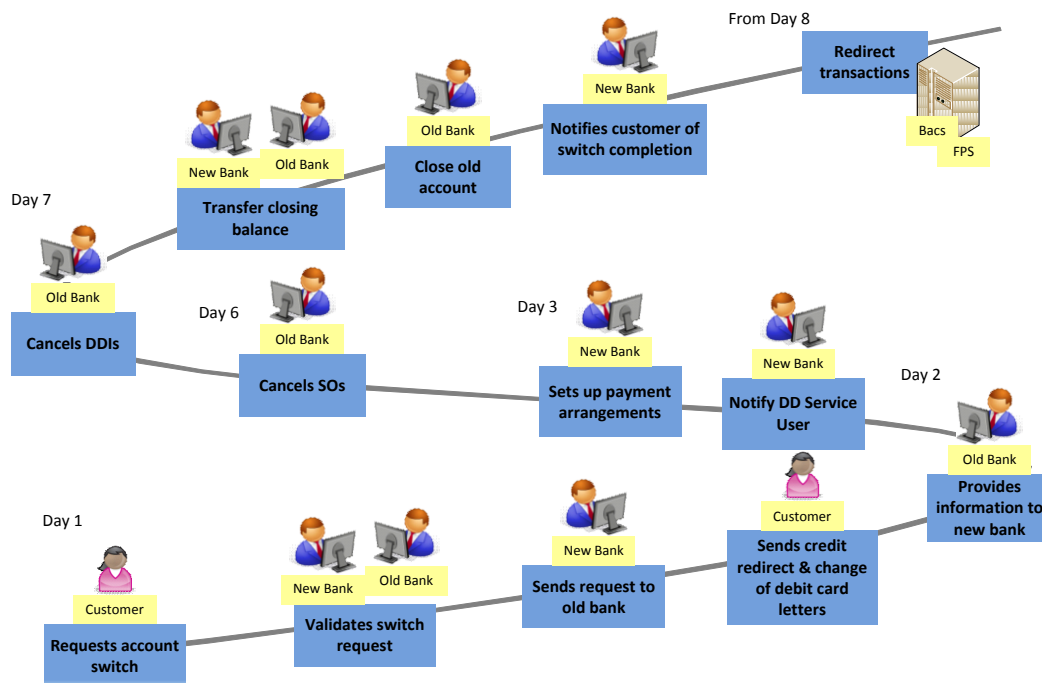 From Day 8
Redirect
transactions
Bacs
FPS
New Bank
Notifies customer of
switch completion
Old Bank
Close old
account
New Bank
Old Bank
Transfer closing
balance
Day 7
Old Bank
Cancels DDIs
Day 6
Old Bank
Cancels SOs
Day 3
New Bank
Sets up payment
arrangements
New Bank
Notify DD Service
User
Day 2
Old Bank
Provides
information to
new bank
Day 1
Customer
Requests account
switch
New Bank
Old Bank
Validates switch
request
New Bank
Sends request to
old bank
Customer
Sends credit
redirect & change
of debit card
letters